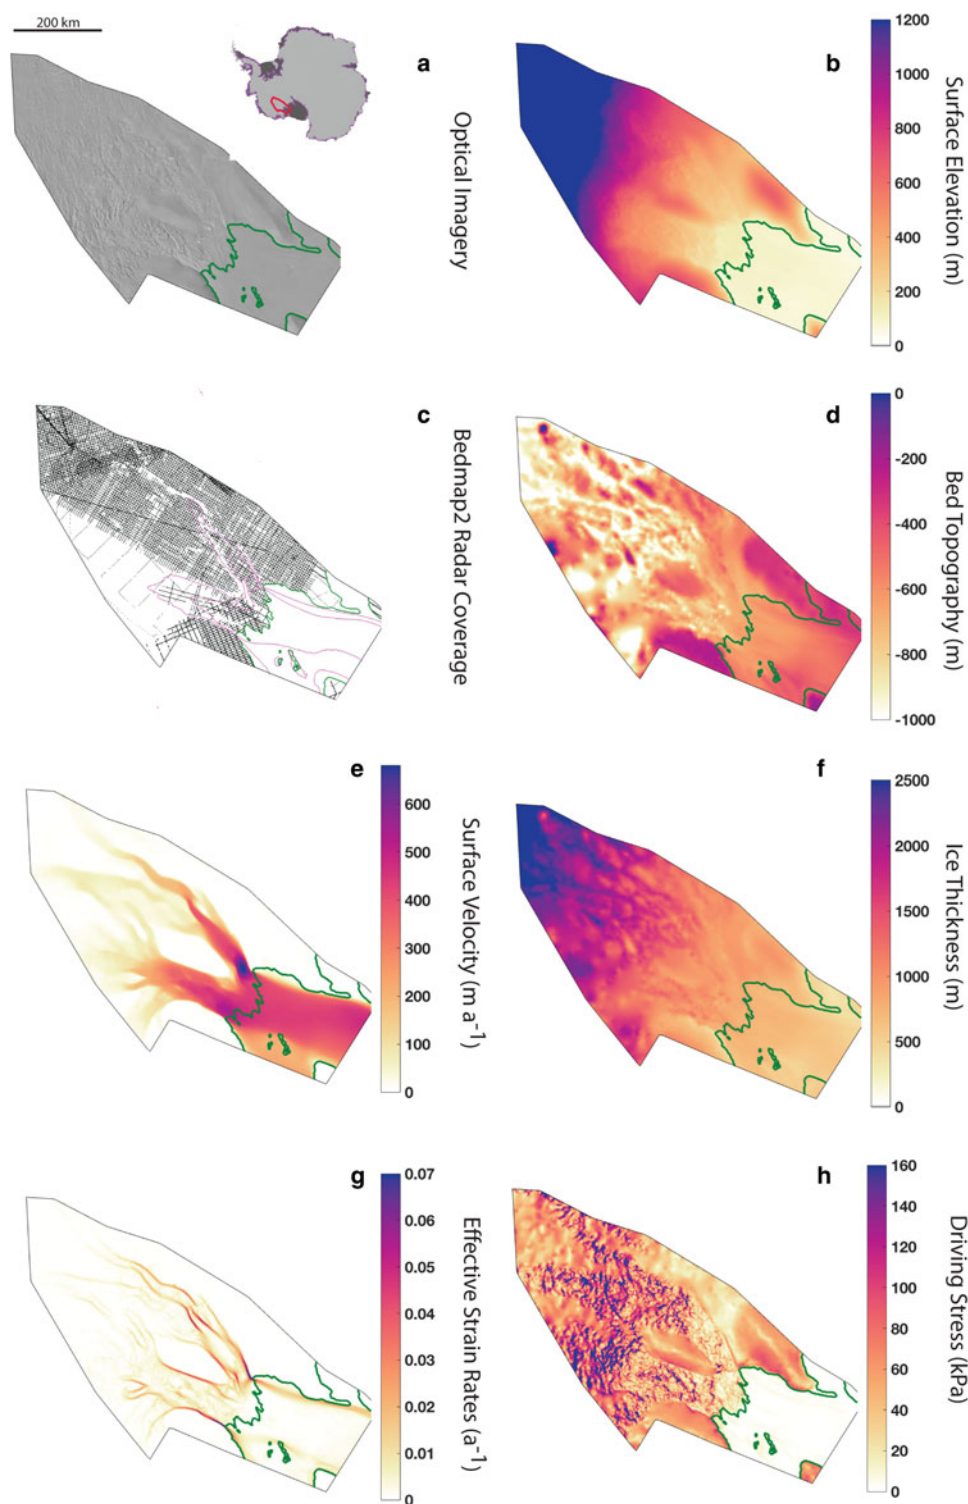 200 km
a
Optical Imagery
b
1200
1000
800
600
400
200
0
Surface Elevation (m)
c
Bedmap2 Radar Coverage
d
0
-200
-400
-600
-800
-1000
Bed Topography (m)
e
600
500
400
300
200
100
0
Surface Velocity (m a⁻¹)
f
2500
2000
1500
1000
500
0
Ice Thickness (m)
g
0.07
0.06
0.05
0.04
0.03
0.02
0.01
0
Effective Strain Rates (a⁻¹)
h
160
140
120
100
80
60
40
20
0
Driving Stress (kPa)